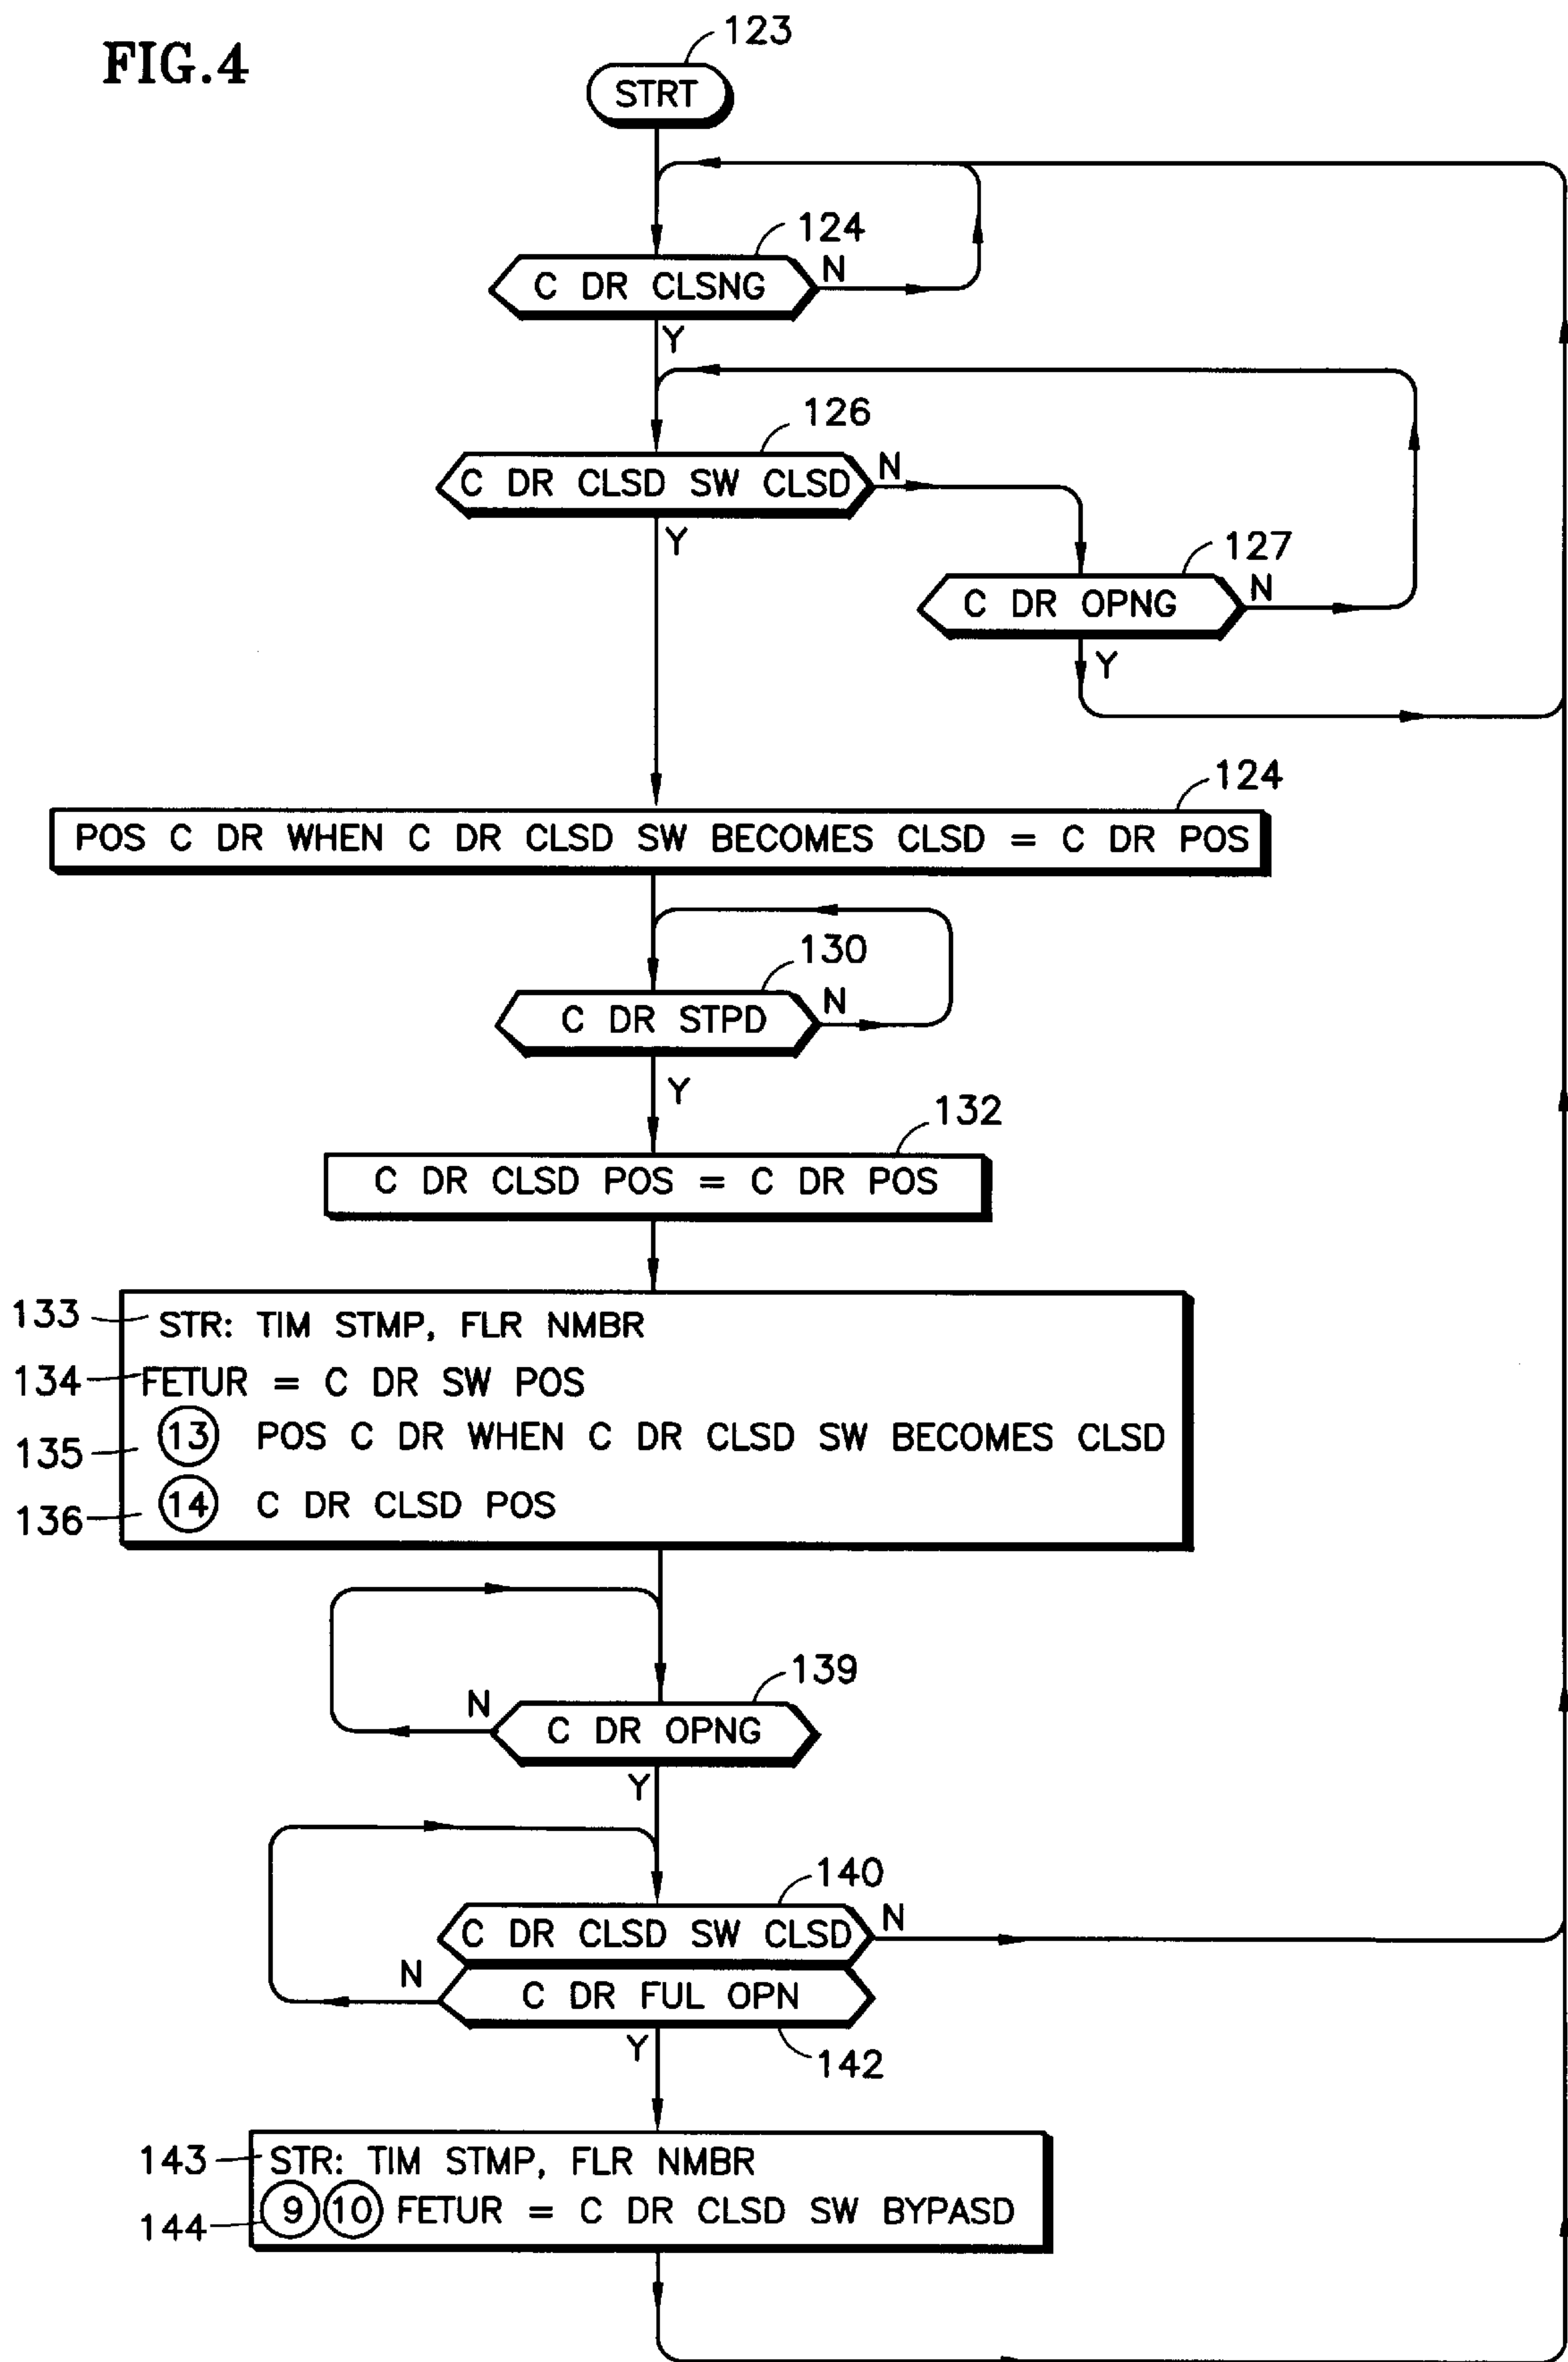 FIG.4
123
STRT
124
C DR CLSNG
N
Y
126
C DR CLSD SW CLSD
N
Y
127
C DR OPNG
N
Y
124
POS C DR WHEN C DR CLSD SW BECOMES CLSD = C DR POS
130
C DR STPD
N
Y
132
C DR CLSD POS = C DR POS
133 STR: TIM STMP, FLR NMBR
134 FETUR = C DR SW POS
135 13 POS C DR WHEN C DR CLSD SW BECOMES CLSD
136 14 C DR CLSD POS
139
N
C DR OPNG
Y
140
C DR CLSD SW CLSD
N
N
C DR FUL OPN
Y
142
143 STR: TIM STMP, FLR NMBR
144 9 10 FETUR = C DR CLSD SW BYPASD